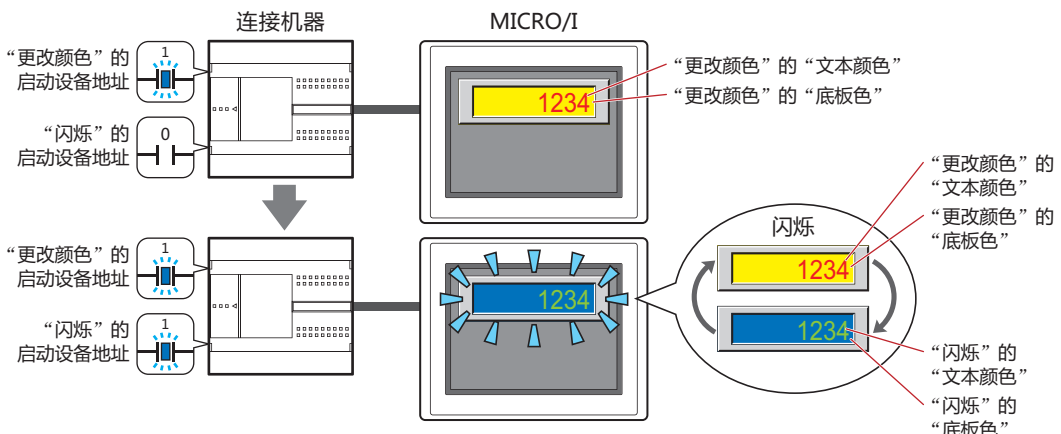 连接机器
MICRO/I
“更改颜色”的
启动设备地址
1
“闪烁”的
启动设备地址
0
1234
“更改颜色”的“文本颜色”
“更改颜色”的“底板色”
“更改颜色”的
启动设备地址
1
“闪烁”的
启动设备地址
1
1234
闪烁
1234
1234
“更改颜色”的
“文本颜色”
“更改颜色”的
“底板色”
“闪烁”的
“文本颜色”
“闪烁”的
“底板色”